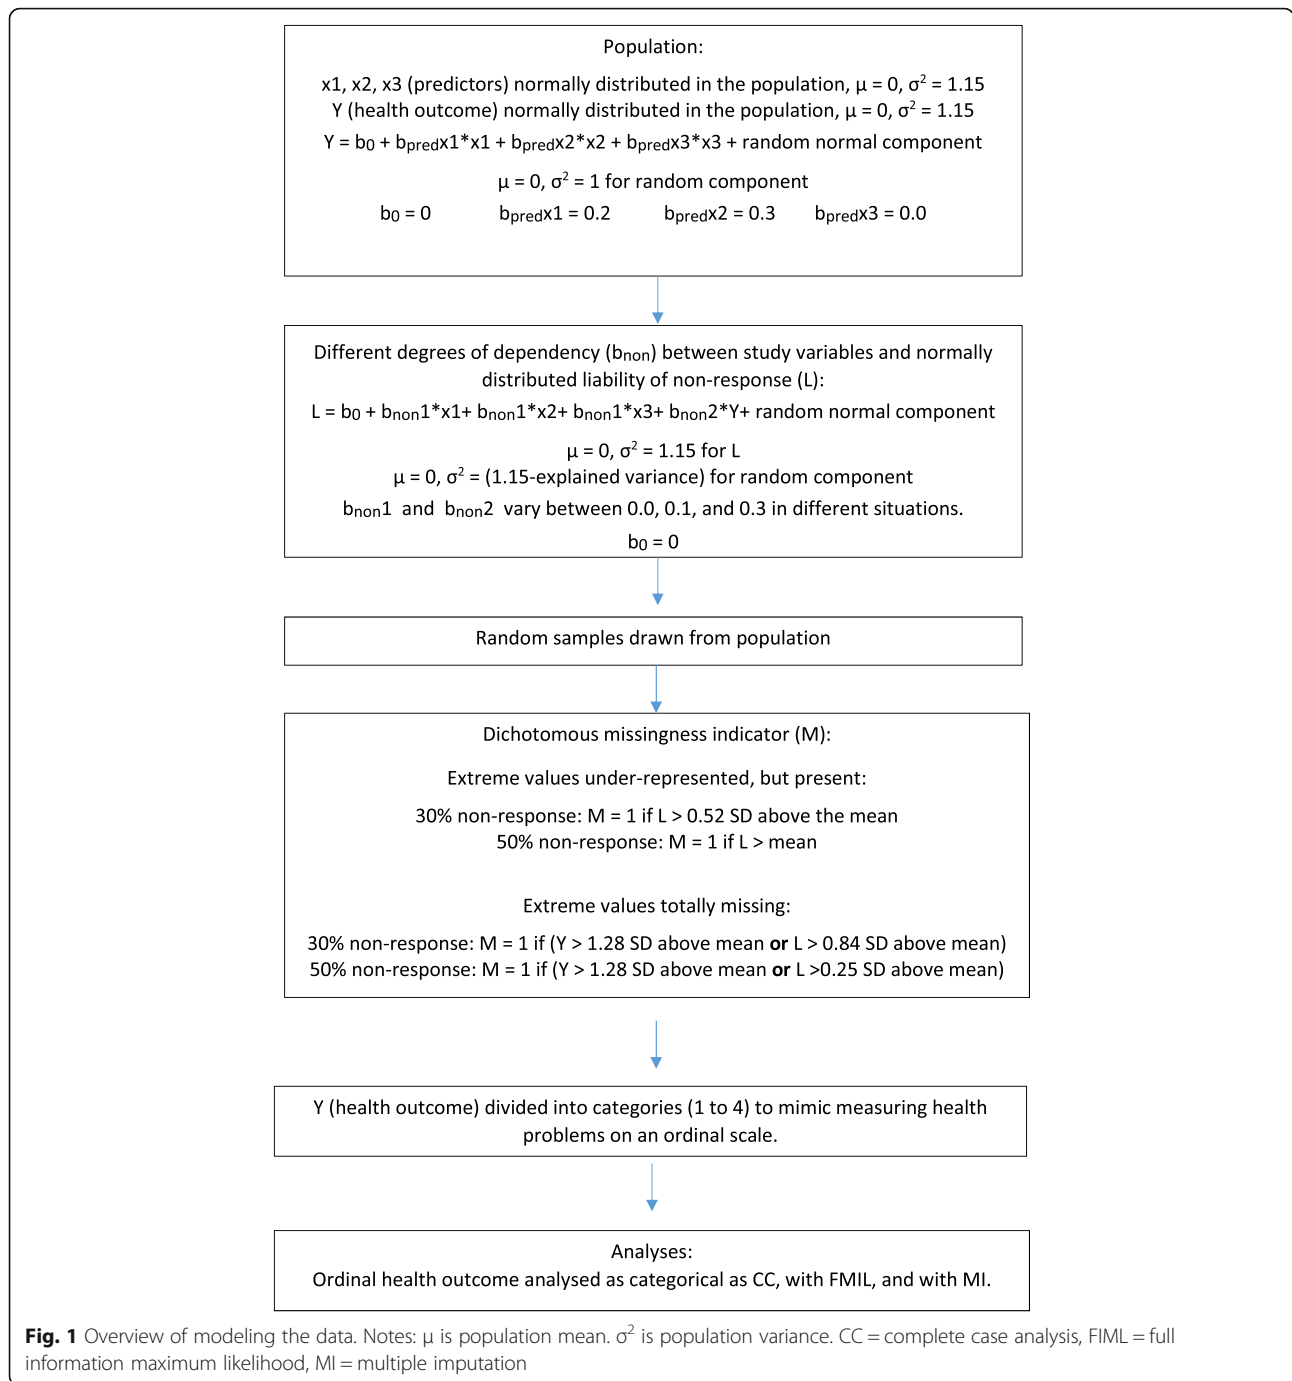 Population:
x1, x2, x3 (predictors) normally distributed in the population, μ = 0, σ² = 1.15
Y (health outcome) normally distributed in the population, μ = 0, σ² = 1.15
Y = b₀ + bpredx1*x1 + bpredx2*x2 + bpredx3*x3 + random normal component
μ = 0, σ² = 1 for random component
b₀ = 0 bpredx1 = 0.2 bpredx2 = 0.3 bpredx3 = 0.0
Different degrees of dependency (bnon) between study variables and normally
distributed liability of non-response (L):
L = b₀ + bnon1*x1+ bnon1*x2+ bnon1*x3+ bnon2*Y+ random normal component
μ = 0, σ² = 1.15 for L
μ = 0, σ² = (1.15-explained variance) for random component
bnon1 and bnon2 vary between 0.0, 0.1, and 0.3 in different situations.
b₀ = 0
Random samples drawn from population
Dichotomous missingness indicator (M):
Extreme values under-represented, but present:
30% non-response: M = 1 if L > 0.52 SD above the mean
50% non-response: M = 1 if L > mean
Extreme values totally missing:
30% non-response: M = 1 if (Y > 1.28 SD above mean or L > 0.84 SD above mean)
50% non-response: M = 1 if (Y > 1.28 SD above mean or L >0.25 SD above mean)
Y (health outcome) divided into categories (1 to 4) to mimic measuring health
problems on an ordinal scale.
Analyses:
Ordinal health outcome analysed as categorical as CC, with FMIL, and with MI.
Fig. 1 Overview of modeling the data. Notes: μ is population mean. σ² is population variance. CC = complete case analysis, FIML = full
information maximum likelihood, MI = multiple imputation